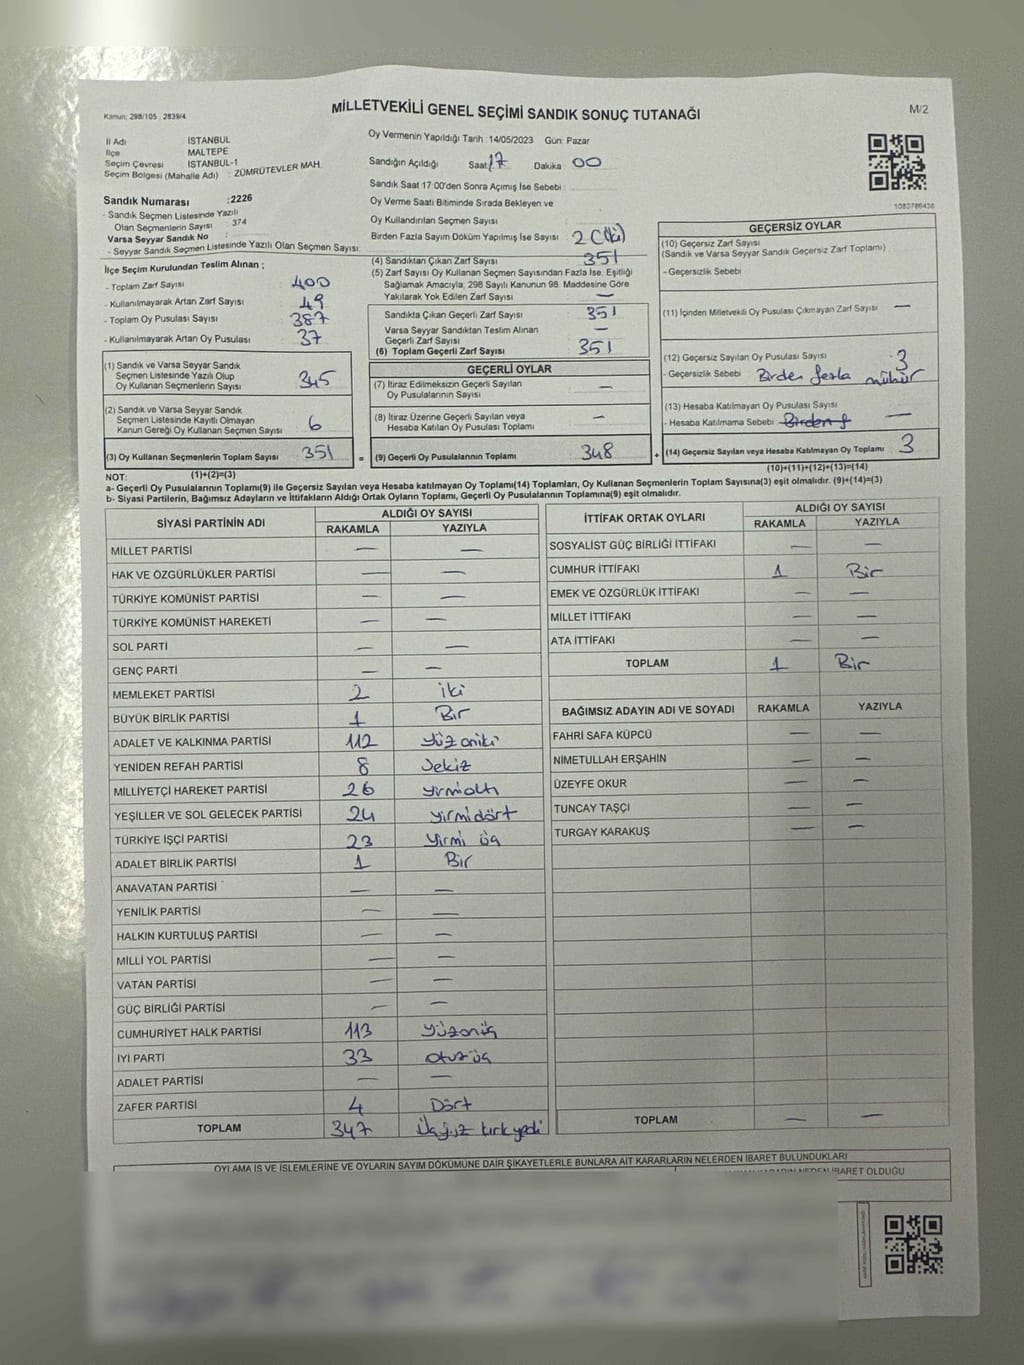 MİLLETVEKİLİ GENEL SEÇİMİ SANDIK SONUÇ TUTANAĞI
M/2
Kanun: 298/105 2839/4
İl Adı İSTANBUL
İlçe MALTEPE
Seçim Çevresi İSTANBUL-1
Seçim Bölgesi (Mahalle Adı) : ZÜMRÜTEVLER MAH.
Sandık Numarası :2226
- Sandık Seçmen Listesinde Yazılı
Olan Seçmenlerin Sayısı : 374
Varsa Seyyar Sandık No :
- Seyyar Sandık Seçmen Listesinde Yazılı Olan Seçmen Sayısı:
Oy Vermenin Yapıldığı Tarih :14/05/2023 Gün: Pazar
Sandığın Açıldığı Saat 17 Dakika 00
Sandık Saat 17:00'den Sonra Açımış İse Sebebi :
Oy Verme Saati Bitiminde Sırada Bekleyen ve
Oy Kullandırılan Seçmen Sayısı :
Birden Fazla Sayım Döküm Yapılmış İse Sayısı 2 (iki)
1083786436
İlçe Seçim Kurulundan Teslim Alınan ;
- Toplam Zarf Sayısı 400
- Kullanılmayarak Artan Zarf Sayısı 49
- Toplam Oy Pusulası Sayısı 387
- Kullanılmayarak Artan Oy Pusulası 37
(1) Sandık ve Varsa Seyyar Sandık
Seçmen Listesinde Yazılı Olup
Oy Kullanan Seçmenlerin Sayısı 345
(2) Sandık ve Varsa Seyyar Sandık
Seçmen Listesinde Kayıtlı Olmayan
Kanun Gereği Oy Kullanan Seçmen Sayısı 6
(3) Oy Kullanan Seçmenlerin Toplam Sayısı 351 =
(1)+(2)=(3)
(4) Sandıktan Çıkan Zarf Sayısı 351
(5) Zarf Sayısı Oy Kullanan Seçmen Sayısından Fazla İse, Eşitliği
Sağlamak Amacıyla; 298 Sayılı Kanunun 98. Maddesine Göre
Yakılarak Yok Edilen Zarf Sayısı —
Sandıkta Çıkan Geçerli Zarf Sayısı 351
Varsa Seyyar Sandıktan Teslim Alınan
Geçerli Zarf Sayısı —
(6) Toplam Geçerli Zarf Sayısı 351
GEÇERLİ OYLAR
(7) İtiraz Edilmeksizin Geçerli Sayılan
Oy Pusulalarının Sayısı —
(8) İtiraz Üzerine Geçerli Sayılan veya
Hesaba Katılan Oy Pusulası Toplamı —
(9) Geçerli Oy Pusulalarının Toplamı 348 +
GEÇERSİZ OYLAR
(10) Geçersiz Zarf Sayısı
(Sandık ve Varsa Seyyar Sandık Geçersiz Zarf Toplamı)
- Geçersizlik Sebebi
(11) İçinden Milletvekili Oy Pusulası Çıkmayan Zarf Sayısı —
(12) Geçersiz Sayılan Oy Pusulası Sayısı 3
- Geçersizlik Sebebi Birden fazla mühür
(13) Hesaba Katılmayan Oy Pusulası Sayısı
- Hesaba Katılmama Sebebi Birden f —
(14) Geçersiz Sayılan veya Hesaba Katılmayan Oy Toplamı 3
(10)+(11)+(12)+(13)=(14)
NOT:
a- Geçerli Oy Pusulalarının Toplamı(9) ile Geçersiz Sayılan veya Hesaba katılmayan Oy Toplamı(14) Toplamları, Oy Kullanan Seçmenlerin Toplam Sayısına(3) eşit olmalıdır. (9)+(14)=(3)
b- Siyasi Partilerin, Bağımsız Adayların ve İttifakların Aldığı Ortak Oyların Toplamı, Geçerli Oy Pusulalarının Toplamına(9) eşit olmalıdır.
SİYASİ PARTİNİN ADI ALDIĞI OY SAYISI
RAKAMLA YAZIYLA
MİLLET PARTİSİ — —
HAK VE ÖZGÜRLÜKLER PARTİSİ — —
TÜRKİYE KOMÜNİST PARTİSİ — —
TÜRKİYE KOMÜNİST HAREKETİ — —
SOL PARTİ — —
GENÇ PARTİ — —
MEMLEKET PARTİSİ 2 iki
BÜYÜK BİRLİK PARTİSİ 1 Bir
ADALET VE KALKINMA PARTİSİ 112 yüzoniki
YENİDEN REFAH PARTİSİ 8 sekiz
MİLLİYETÇİ HAREKET PARTİSİ 26 yirmialtı
YEŞİLLER VE SOL GELECEK PARTİSİ 24 yirmidört
TÜRKİYE İŞÇİ PARTİSİ 23 Yirmi üç
ADALET BİRLİK PARTİSİ 1 Bir
ANAVATAN PARTİSİ — —
YENİLİK PARTİSİ — —
HALKIN KURTULUŞ PARTİSİ — —
MİLLİ YOL PARTİSİ — —
VATAN PARTİSİ — —
GÜÇ BİRLİĞİ PARTİSİ — —
CUMHURİYET HALK PARTİSİ 113 yüzonüç
İYİ PARTİ 33 otuzüç
ADALET PARTİSİ — —
ZAFER PARTİSİ 4 Dört
TOPLAM 347 üçyüz kırkyedi
İTTİFAK ORTAK OYLARI ALDIĞI OY SAYISI
RAKAMLA YAZIYLA
SOSYALİST GÜÇ BİRLİĞİ İTTİFAKI — —
CUMHUR İTTİFAKI 1 Bir
EMEK VE ÖZGÜRLÜK İTTİFAKI — —
MİLLET İTTİFAKI — —
ATA İTTİFAKI — —
TOPLAM 1 Bir
BAĞIMSIZ ADAYIN ADI VE SOYADI RAKAMLA YAZIYLA
FAHRİ SAFA KÜPCÜ — —
NİMETULLAH ERŞAHİN — —
ÜZEYFE OKUR — —
TUNCAY TAŞÇI — —
TURGAY KARAKUŞ — —
TOPLAM — —
OYLAMA İŞ VE İŞLEMLERİNE VE OYLARIN SAYIM DÖKÜMÜNE DAİR ŞİKAYETLERLE BUNLARA AİT KARARLARIN NELERDEN İBARET BULUNDUKLARI
NEDEN İBARET OLDUĞU